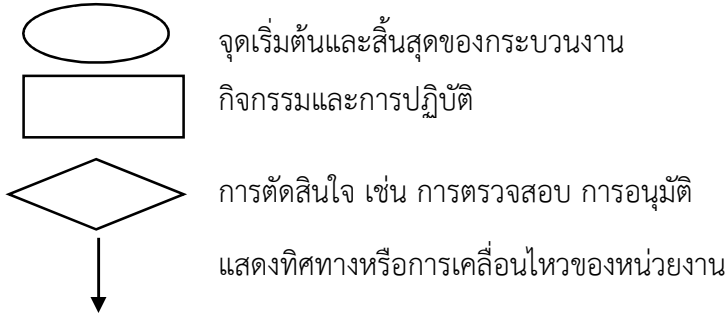 จุดเริ่มต้นและสิ้นสุดของกระบวนงาน
กิจกรรมและการปฏิบัติ
การตัดสินใจ เช่น การตรวจสอบ การอนุมัติ
แสดงทิศทางหรือการเคลื่อนไหวของหน่วยงาน